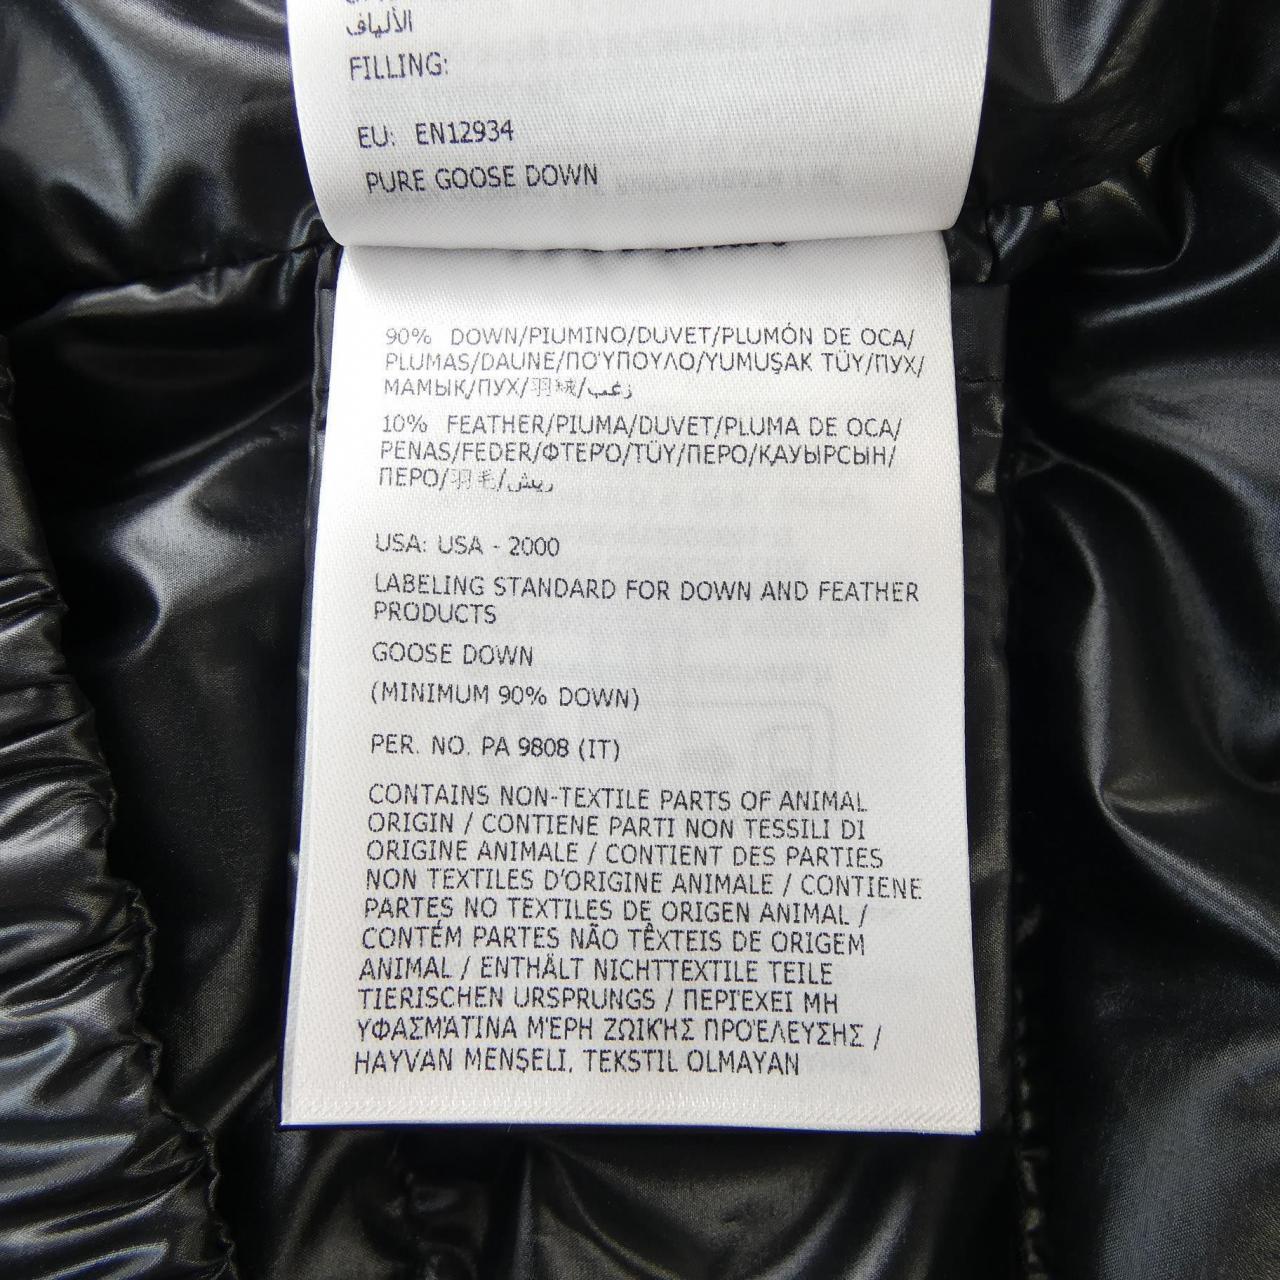 الألياف
FILLING:
EU: EN12934
PURE GOOSE DOWN
90% DOWN/PIUMINO/DUVET/PLUMÓN DE OCA/
PLUMAS/DAUNE/ΠΟΎΠΟΥΛΟ/YUMUŞAK TÜY/ПУХ/
МАМЫҚ/ПУХ/羽绒/زغب
10% FEATHER/PIUMA/DUVET/PLUMA DE OCA/
PENAS/FEDER/ΦΤΕΡΌ/TÜY/ПЕРО/ҚАУЫРСЫН/
ПЕРО/羽毛/ريش
USA: USA - 2000
LABELING STANDARD FOR DOWN AND FEATHER
PRODUCTS
GOOSE DOWN
(MINIMUM 90% DOWN)
PER. NO. PA 9808 (IT)
CONTAINS NON-TEXTILE PARTS OF ANIMAL
ORIGIN / CONTIENE PARTI NON TESSILI DI
ORIGINE ANIMALE / CONTIENT DES PARTIES
NON TEXTILES D'ORIGINE ANIMALE / CONTIENE
PARTES NO TEXTILES DE ORIGEN ANIMAL /
CONTÉM PARTES NÃO TÊXTEIS DE ORIGEM
ANIMAL / ENTHÄLT NICHTTEXTILE TEILE
TIERISCHEN URSPRUNGS / ΠΕΡΙΈΧΕΙ ΜΗ
ΥΦΑΣΜΆΤΙΝΑ ΜΈΡΗ ΖΩΙΚΉΣ ΠΡΟΈΛΕΥΣΗΣ /
HAYVAN MENŞELI, TEKSTIL OLMAYAN